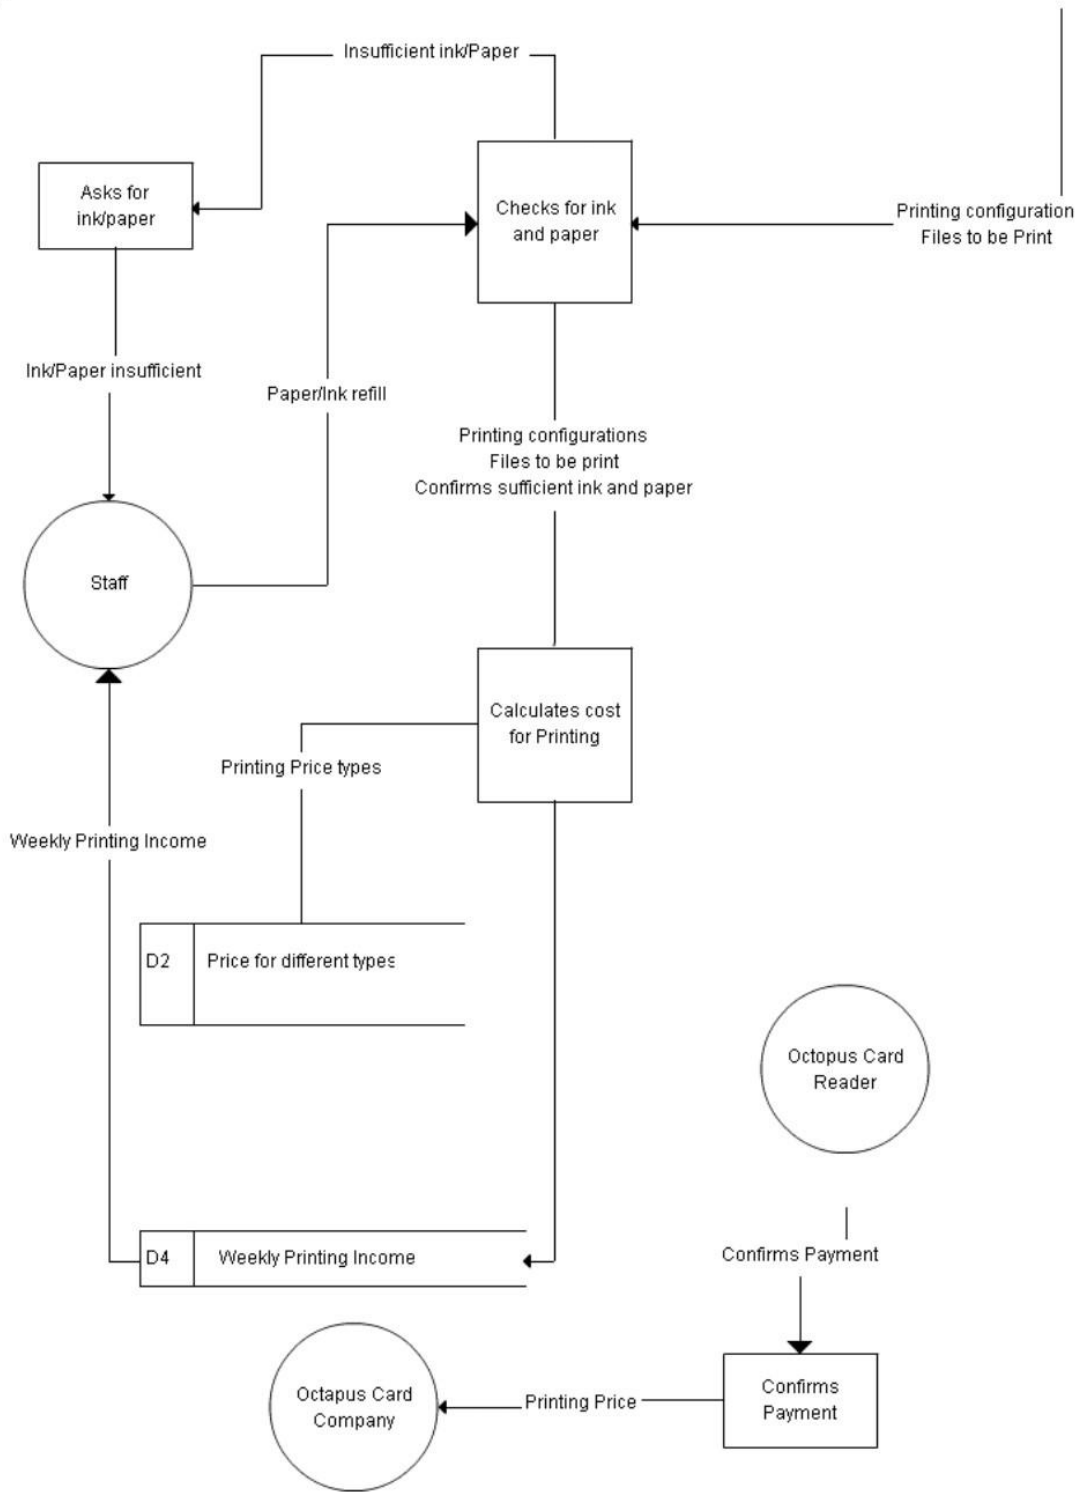 Insufficient ink/Paper
Asks for
ink/paper
Checks for ink
and paper
Printing configuration
Files to be Print
Ink/Paper insufficient
Paper/Ink refill
Printing configurations
Files to be print
Confirms sufficient ink and paper
Staff
Calculates cost
for Printing
Printing Price types
Weekly Printing Income
D2 Price for different types
Octopus Card
Reader
D4 Weekly Printing Income
Confirms Payment
Octapus Card
Company
Printing Price
Confirms
Payment